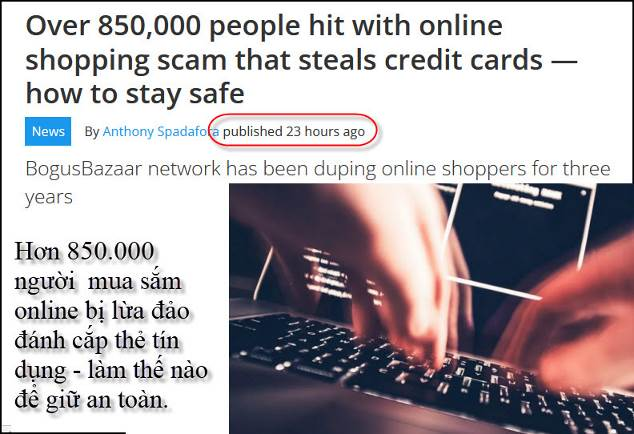 Over 850,000 people hit with online
shopping scam that steals credit cards —
how to stay safe
News By Anthony Spadafora published 23 hours ago
BogusBazaar network has been duping online shoppers for three
years
Hơn 850.000
người mua sắm
online bị lừa đảo
đánh cắp thẻ tín
dụng - làm thế nào
để giữ an toàn.